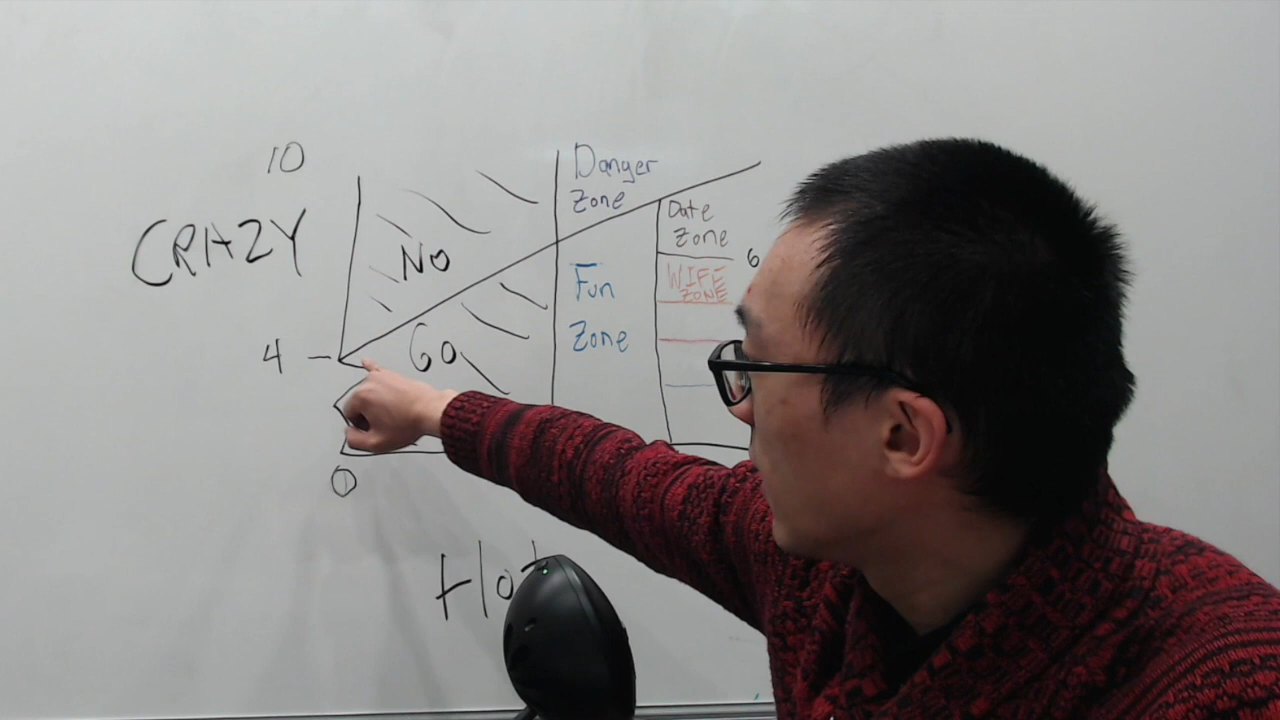 10
Danger
Zone
CRAZY
Date
Zone
No
6
Fun
Zone
WIFE
ZONE
4
Go
0
Hot